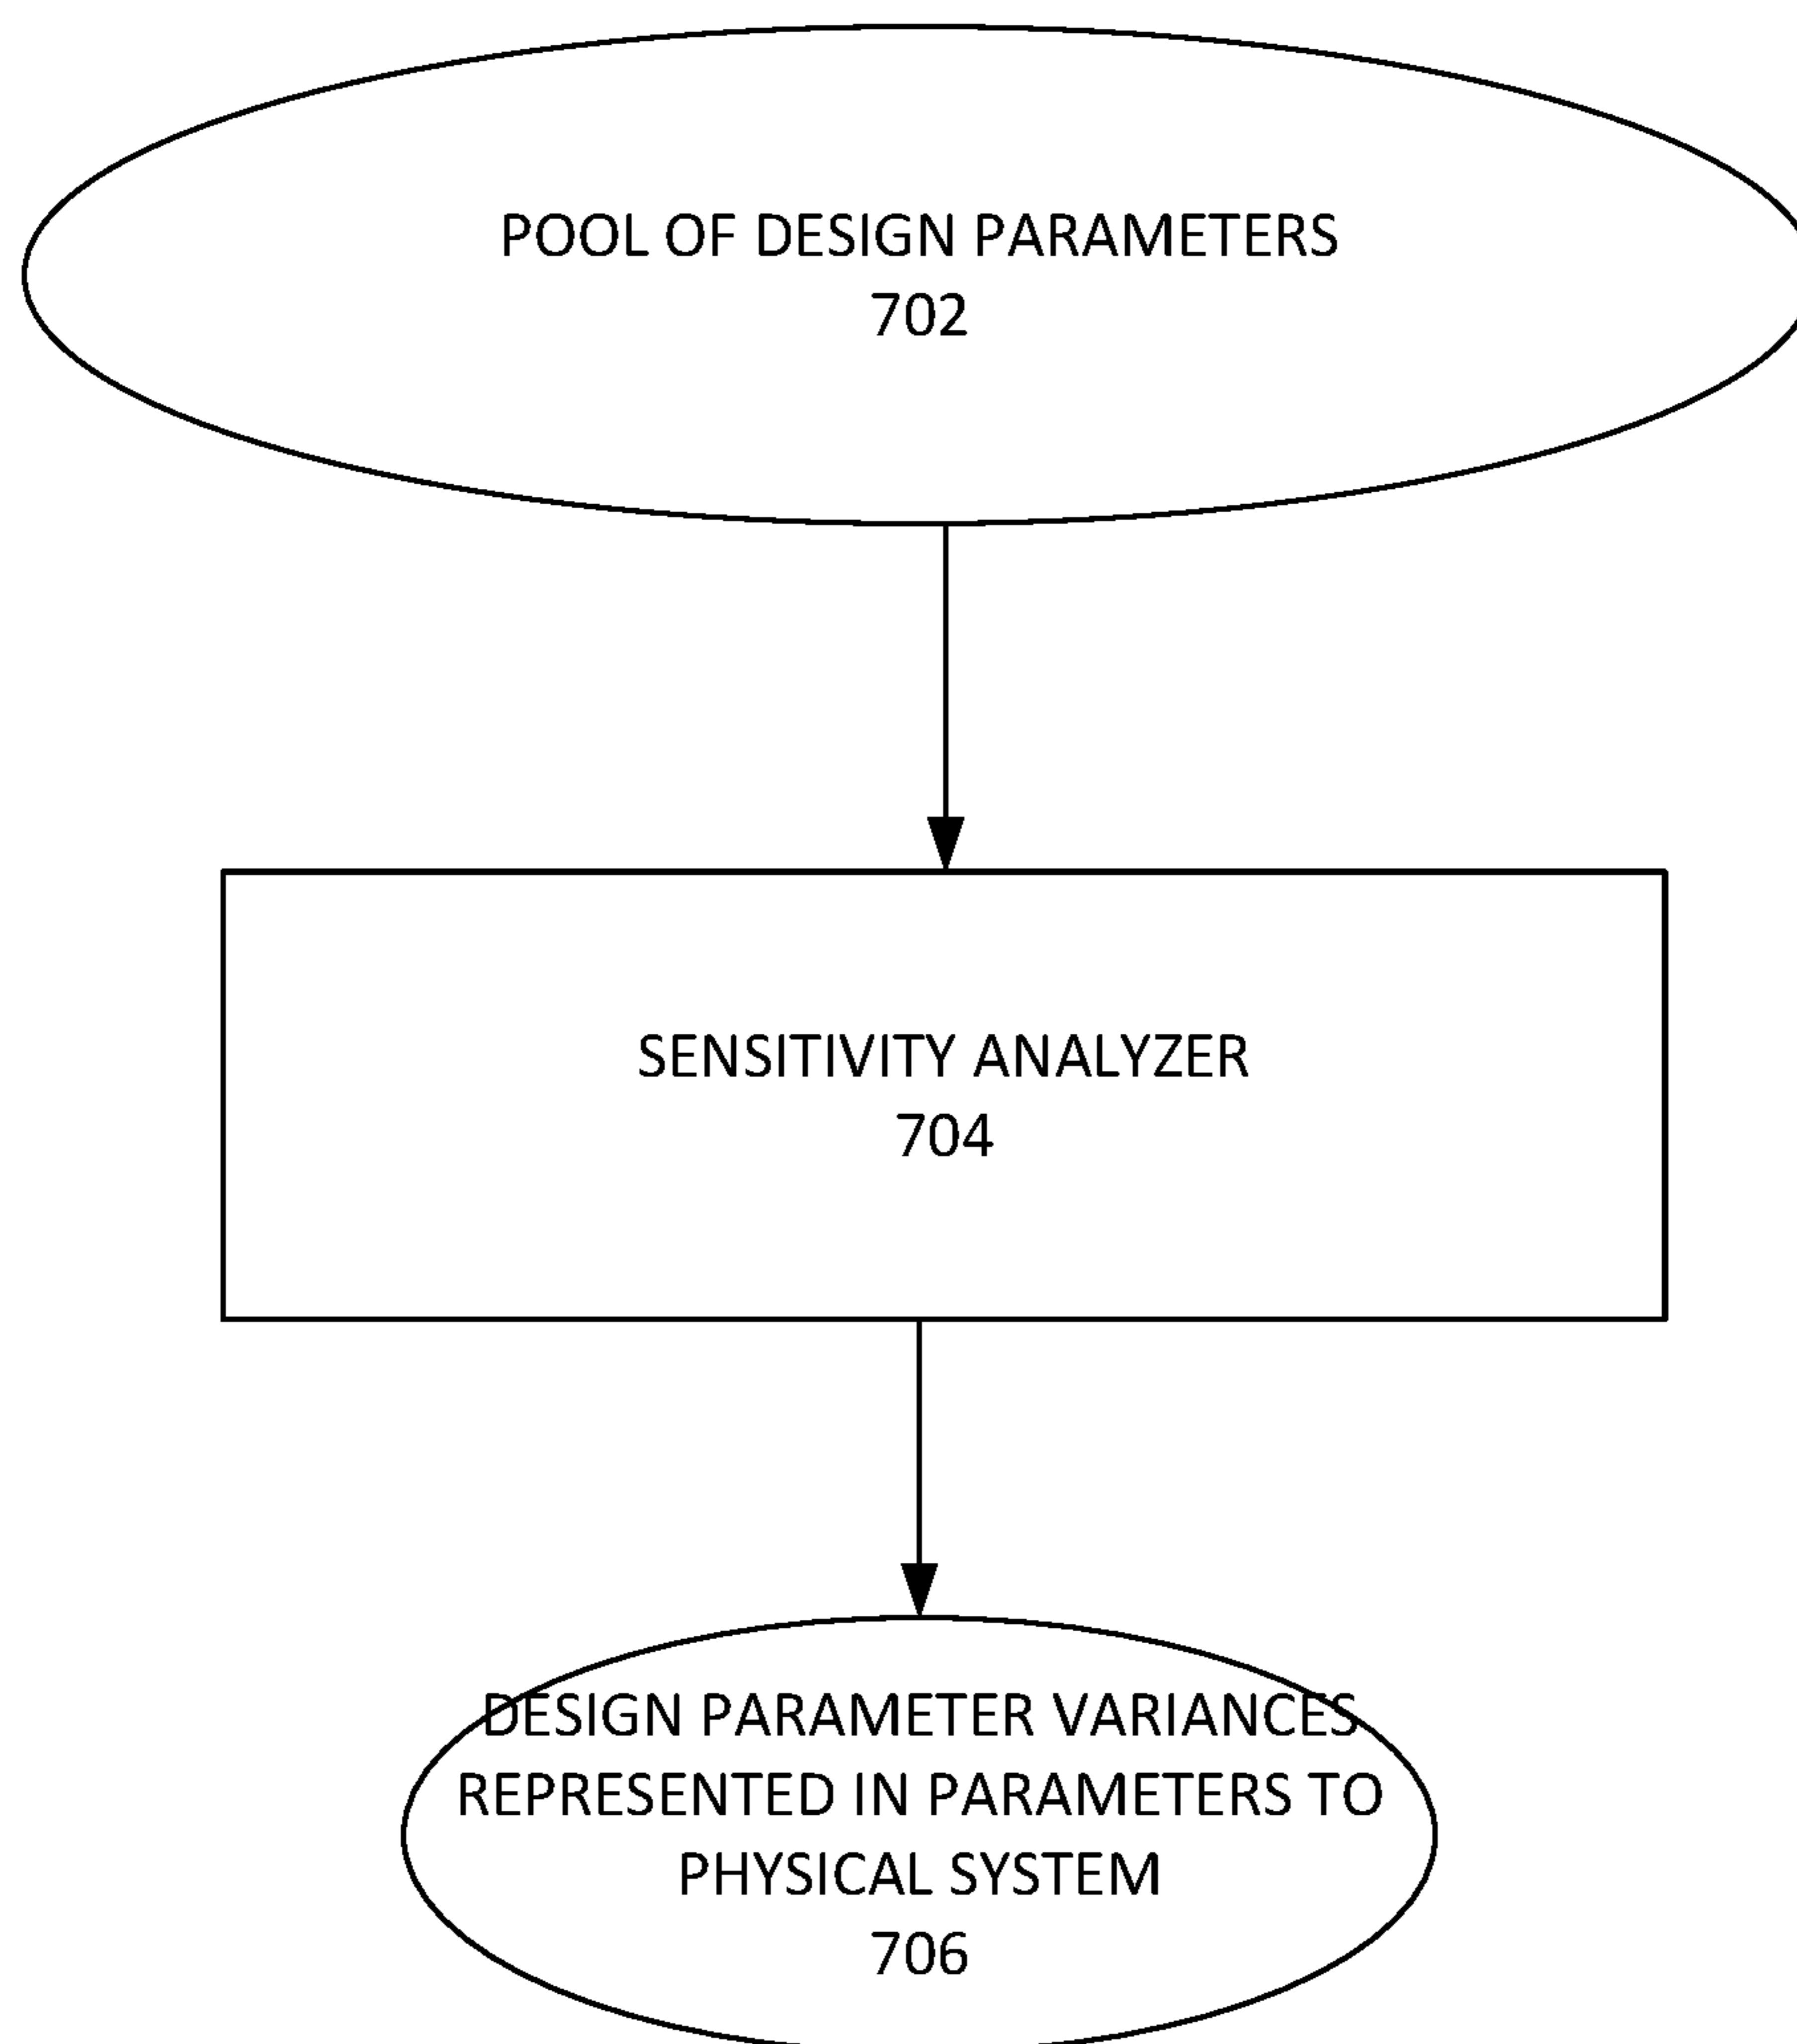 POOL OF DESIGN PARAMETERS
702
SENSITIVITY ANALYZER
704
DESIGN PARAMETER VARIANCES
REPRESENTED IN PARAMETERS TO
PHYSICAL SYSTEM
706